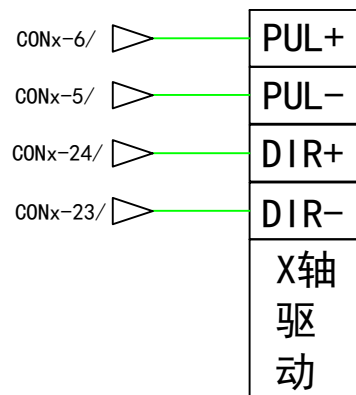 CONx-6/ PUL+
CONx-5/ PUL-
CONx-24/ DIR+
CONx-23/ DIR-
X轴
驱
动